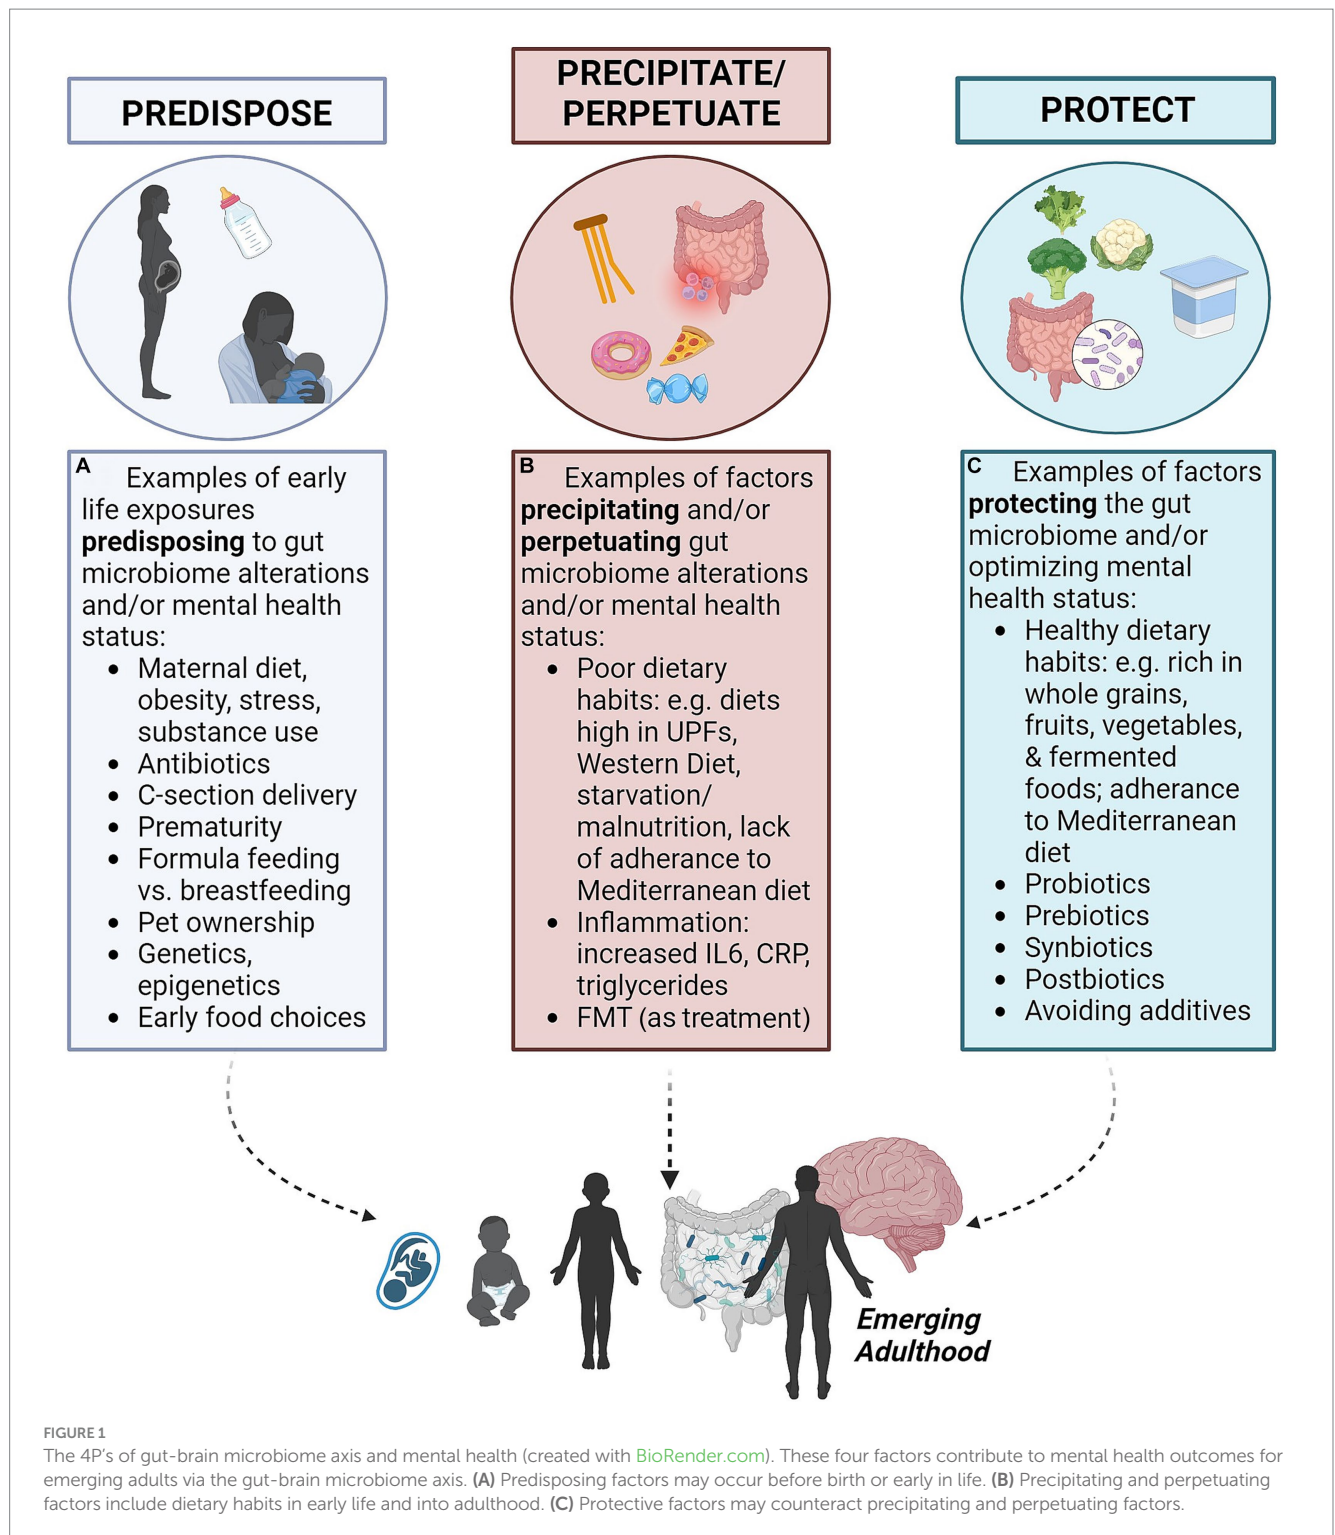 PREDISPOSE
PRECIPITATE/
PERPETUATE
PROTECT
A
Examples of early
life exposures
predisposing to gut
microbiome alterations
and/or mental health
status:
• Maternal diet,
obesity, stress,
substance use
• Antibiotics
• C-section delivery
• Prematurity
• Formula feeding
vs. breastfeeding
• Pet ownership
• Genetics,
epigenetics
• Early food choices
B
Examples of factors
precipitating and/or
perpetuating gut
microbiome alterations
and/or mental health
status:
• Poor dietary
habits: e.g. diets
high in UPFs,
Western Diet,
starvation/
malnutrition, lack
of adherance to
Mediterranean diet
• Inflammation:
increased IL6, CRP,
triglycerides
• FMT (as treatment)
C
Examples of factors
protecting the gut
microbiome and/or
optimizing mental
health status:
• Healthy dietary
habits: e.g. rich in
whole grains,
fruits, vegetables,
& fermented
foods; adherance
to Mediterranean
diet
• Probiotics
• Prebiotics
• Synbiotics
• Postbiotics
• Avoiding additives
Emerging
Adulthood
FIGURE 1
The 4P's of gut-brain microbiome axis and mental health (created with BioRender.com). These four factors contribute to mental health outcomes for
emerging adults via the gut-brain microbiome axis. (A) Predisposing factors may occur before birth or early in life. (B) Precipitating and perpetuating
factors include dietary habits in early life and into adulthood. (C) Protective factors may counteract precipitating and perpetuating factors.